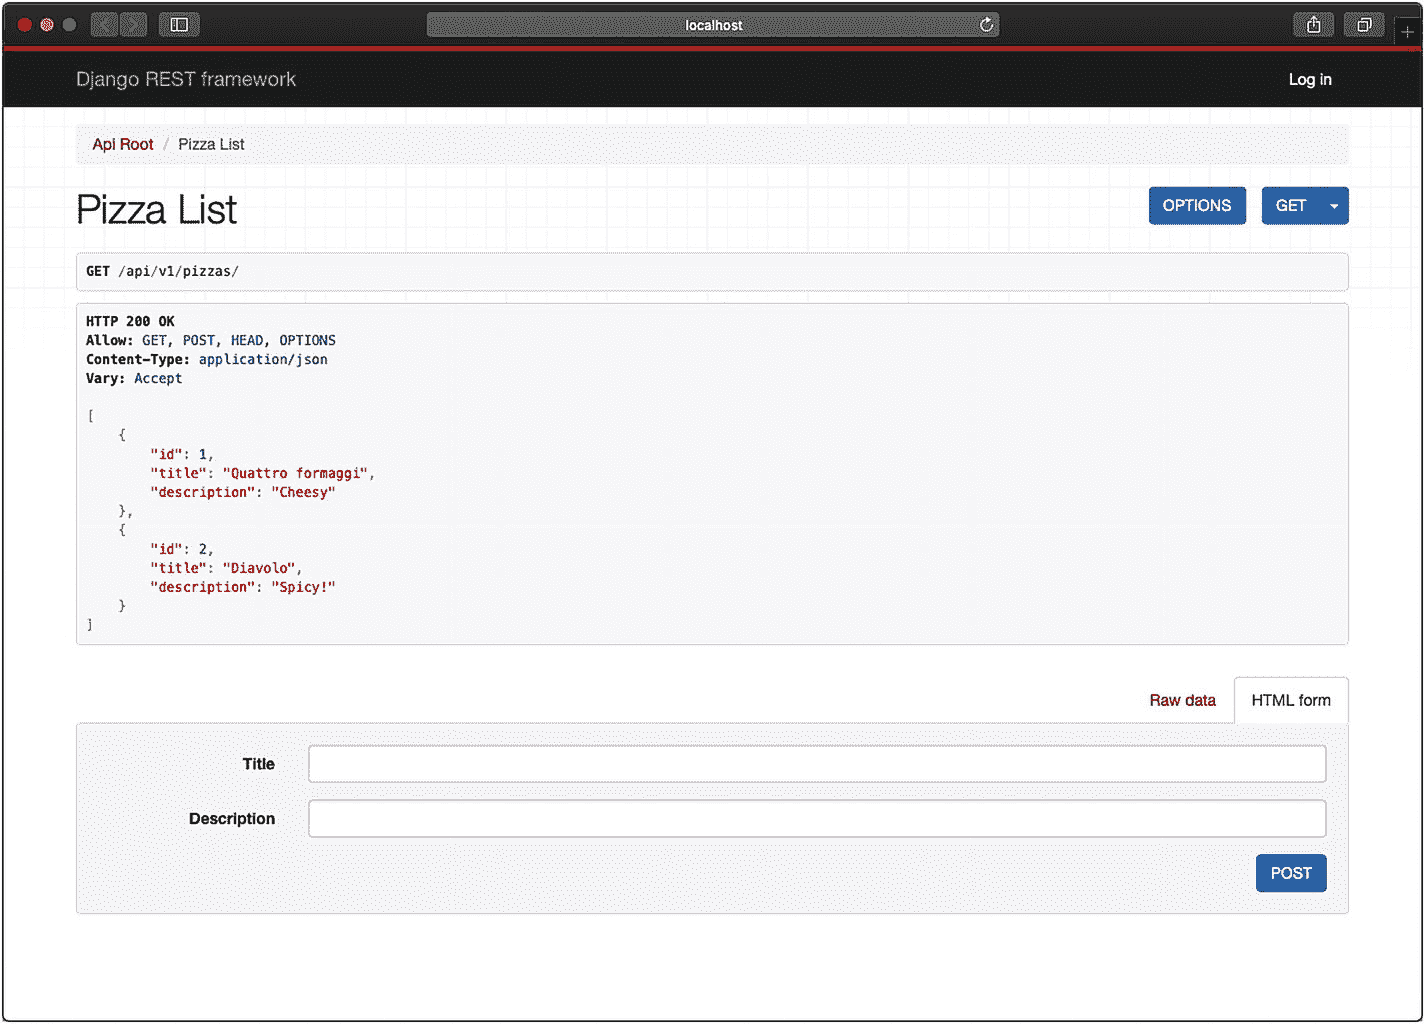 localhost
Django REST framework
Log in
Api Root / Pizza List
Pizza List
OPTIONS
GET
GET /api/v1/pizzas/
HTTP 200 OK
Allow: GET, POST, HEAD, OPTIONS
Content-Type: application/json
Vary: Accept
[
    {
        "id": 1,
        "title": "Quattro formaggi",
        "description": "Cheesy"
    },
    {
        "id": 2,
        "title": "Diavolo",
        "description": "Spicy!"
    }
]
Raw data
HTML form
Title
Description
POST